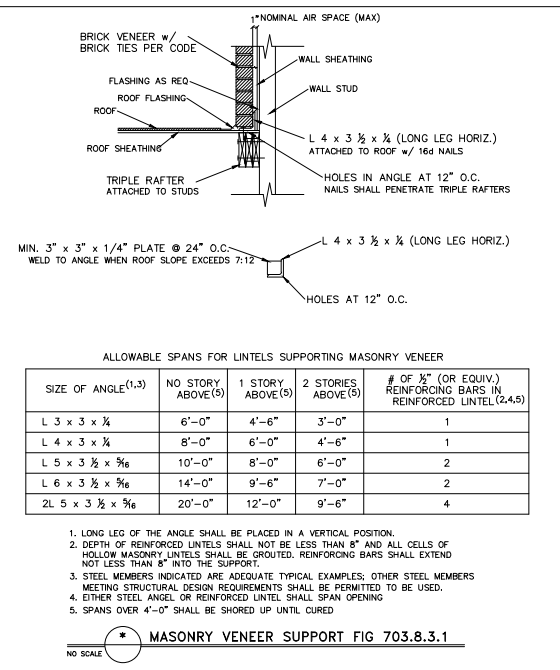 1" NOMINAL AIR SPACE (MAX)
BRICK VENEER w/
BRICK TIES PER CODE
WALL SHEATHING
FLASHING AS REQ
WALL STUD
ROOF FLASHING
ROOF
L 4 x 3 ½ x ¼ (LONG LEG HORIZ.)
ATTACHED TO ROOF w/ 16d NAILS
ROOF SHEATHING
HOLES IN ANGLE AT 12" O.C.
NAILS SHALL PENETRATE TRIPLE RAFTERS
TRIPLE RAFTER
ATTACHED TO STUDS
MIN. 3" x 3" x 1/4" PLATE @ 24" O.C.
WELD TO ANGLE WHEN ROOF SLOPE EXCEEDS 7:12
L 4 x 3 ½ x ¼ (LONG LEG HORIZ.)
HOLES AT 12" O.C.
ALLOWABLE SPANS FOR LINTELS SUPPORTING MASONRY VENEER
SIZE OF ANGLE(1,3)
NO STORY
ABOVE(5)
1 STORY
ABOVE(5)
2 STORIES
ABOVE(5)
# OF ½" (OR EQUIV.)
REINFORCING BARS IN
REINFORCED LINTEL(2,4,5)
L 3 x 3 x ¼ 6'-0" 4'-6" 3'-0" 1
L 4 x 3 x ¼ 8'-0" 6'-0" 4'-6" 1
L 5 x 3 ½ x 5/16 10'-0" 8'-0" 6'-0" 2
L 6 x 3 ½ x 5/16 14'-0" 9'-6" 7'-0" 2
2L 5 x 3 ½ x 5/16 20'-0" 12'-0" 9'-6" 4
1. LONG LEG OF THE ANGLE SHALL BE PLACED IN A VERTICAL POSITION.
2. DEPTH OF REINFORCED LINTELS SHALL NOT BE LESS THAN 8" AND ALL CELLS OF
HOLLOW MASONRY LINTELS SHALL BE GROUTED. REINFORCING BARS SHALL EXTEND
NOT LESS THAN 8" INTO THE SUPPORT.
3. STEEL MEMBERS INDICATED ARE ADEQUATE TYPICAL EXAMPLES; OTHER STEEL MEMBERS
MEETING STRUCTURAL DESIGN REQUIREMENTS SHALL BE PERMITTED TO BE USED.
4. EITHER STEEL ANGEL OR REINFORCED LINTEL SHALL SPAN OPENING
5. SPANS OVER 4'-0" SHALL BE SHORED UP UNTIL CURED
* MASONRY VENEER SUPPORT FIG 703.8.3.1
NO SCALE